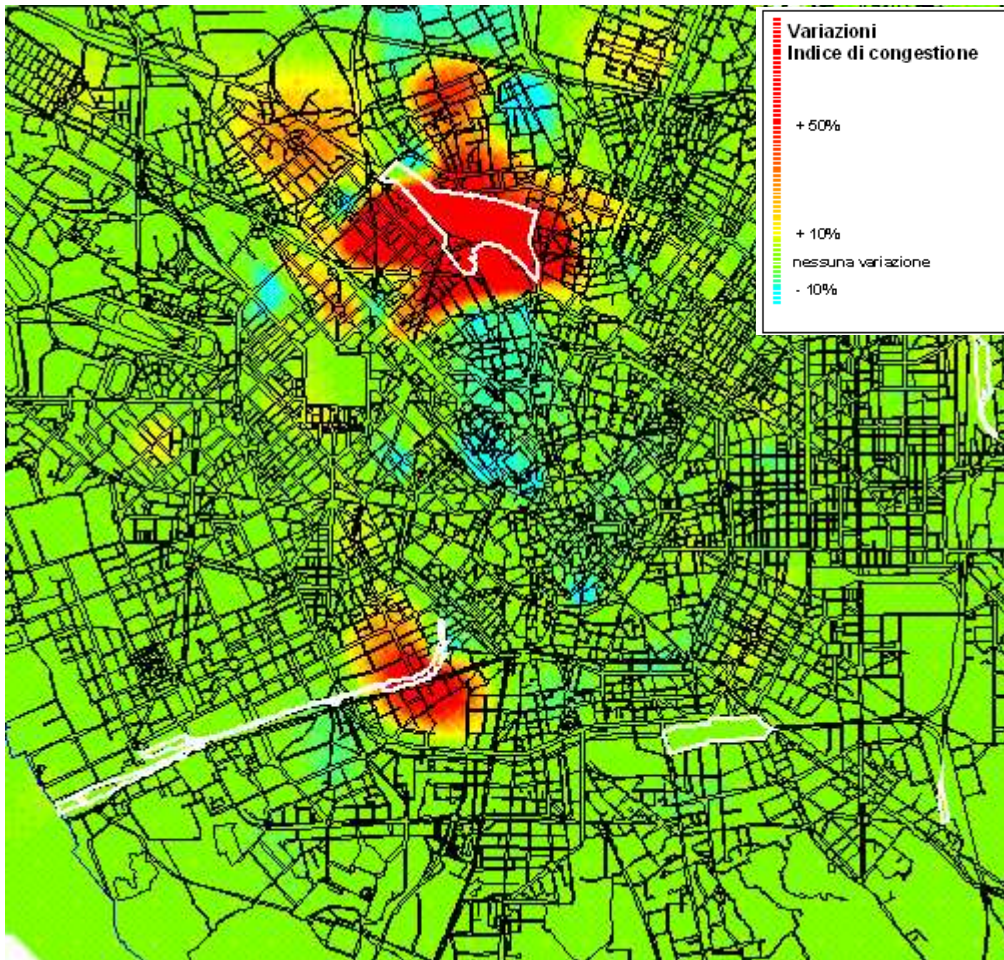 Variazioni
Indice di congestione
+ 50%
+ 10%
nessuna variazione
- 10%